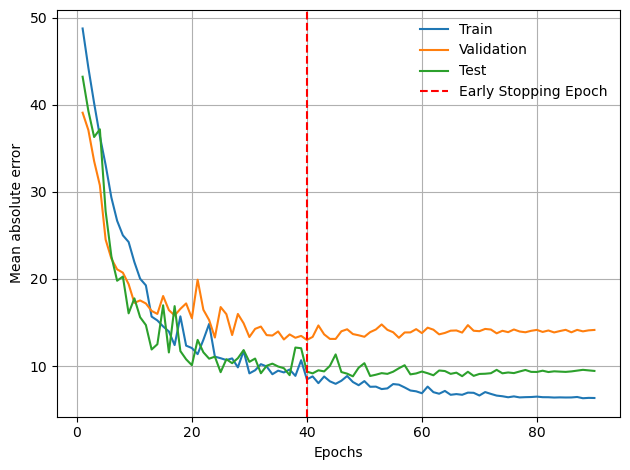 50
40
30
20
10
0
20
40
60
80
Mean absolute error
Epochs
Train
Validation
Test
Early Stopping Epoch